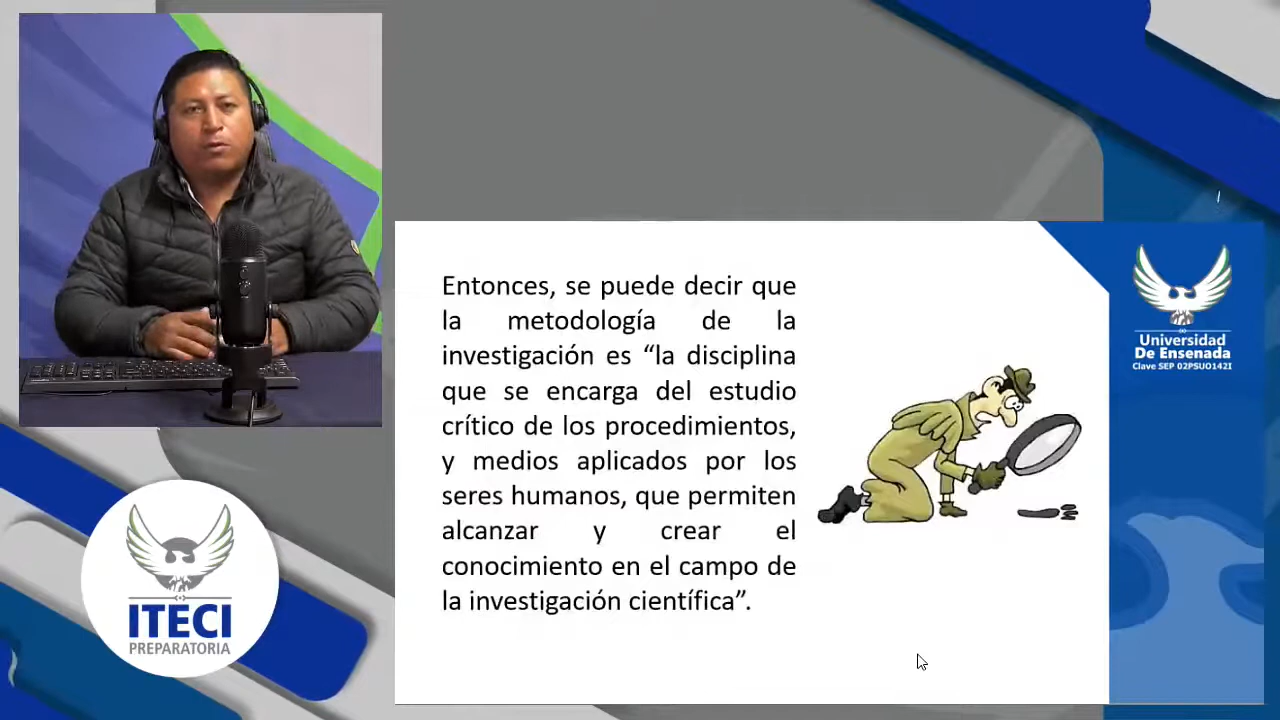 Entonces, se puede decir que
la metodología de la
investigación es “la disciplina
que se encarga del estudio
crítico de los procedimientos,
y medios aplicados por los
seres humanos, que permiten
alcanzar y crear el
conocimiento en el campo de
la investigación científica”.
Universidad
De Ensenada
Clave SEP 02PSU0142I
ITECI
PREPARATORIA